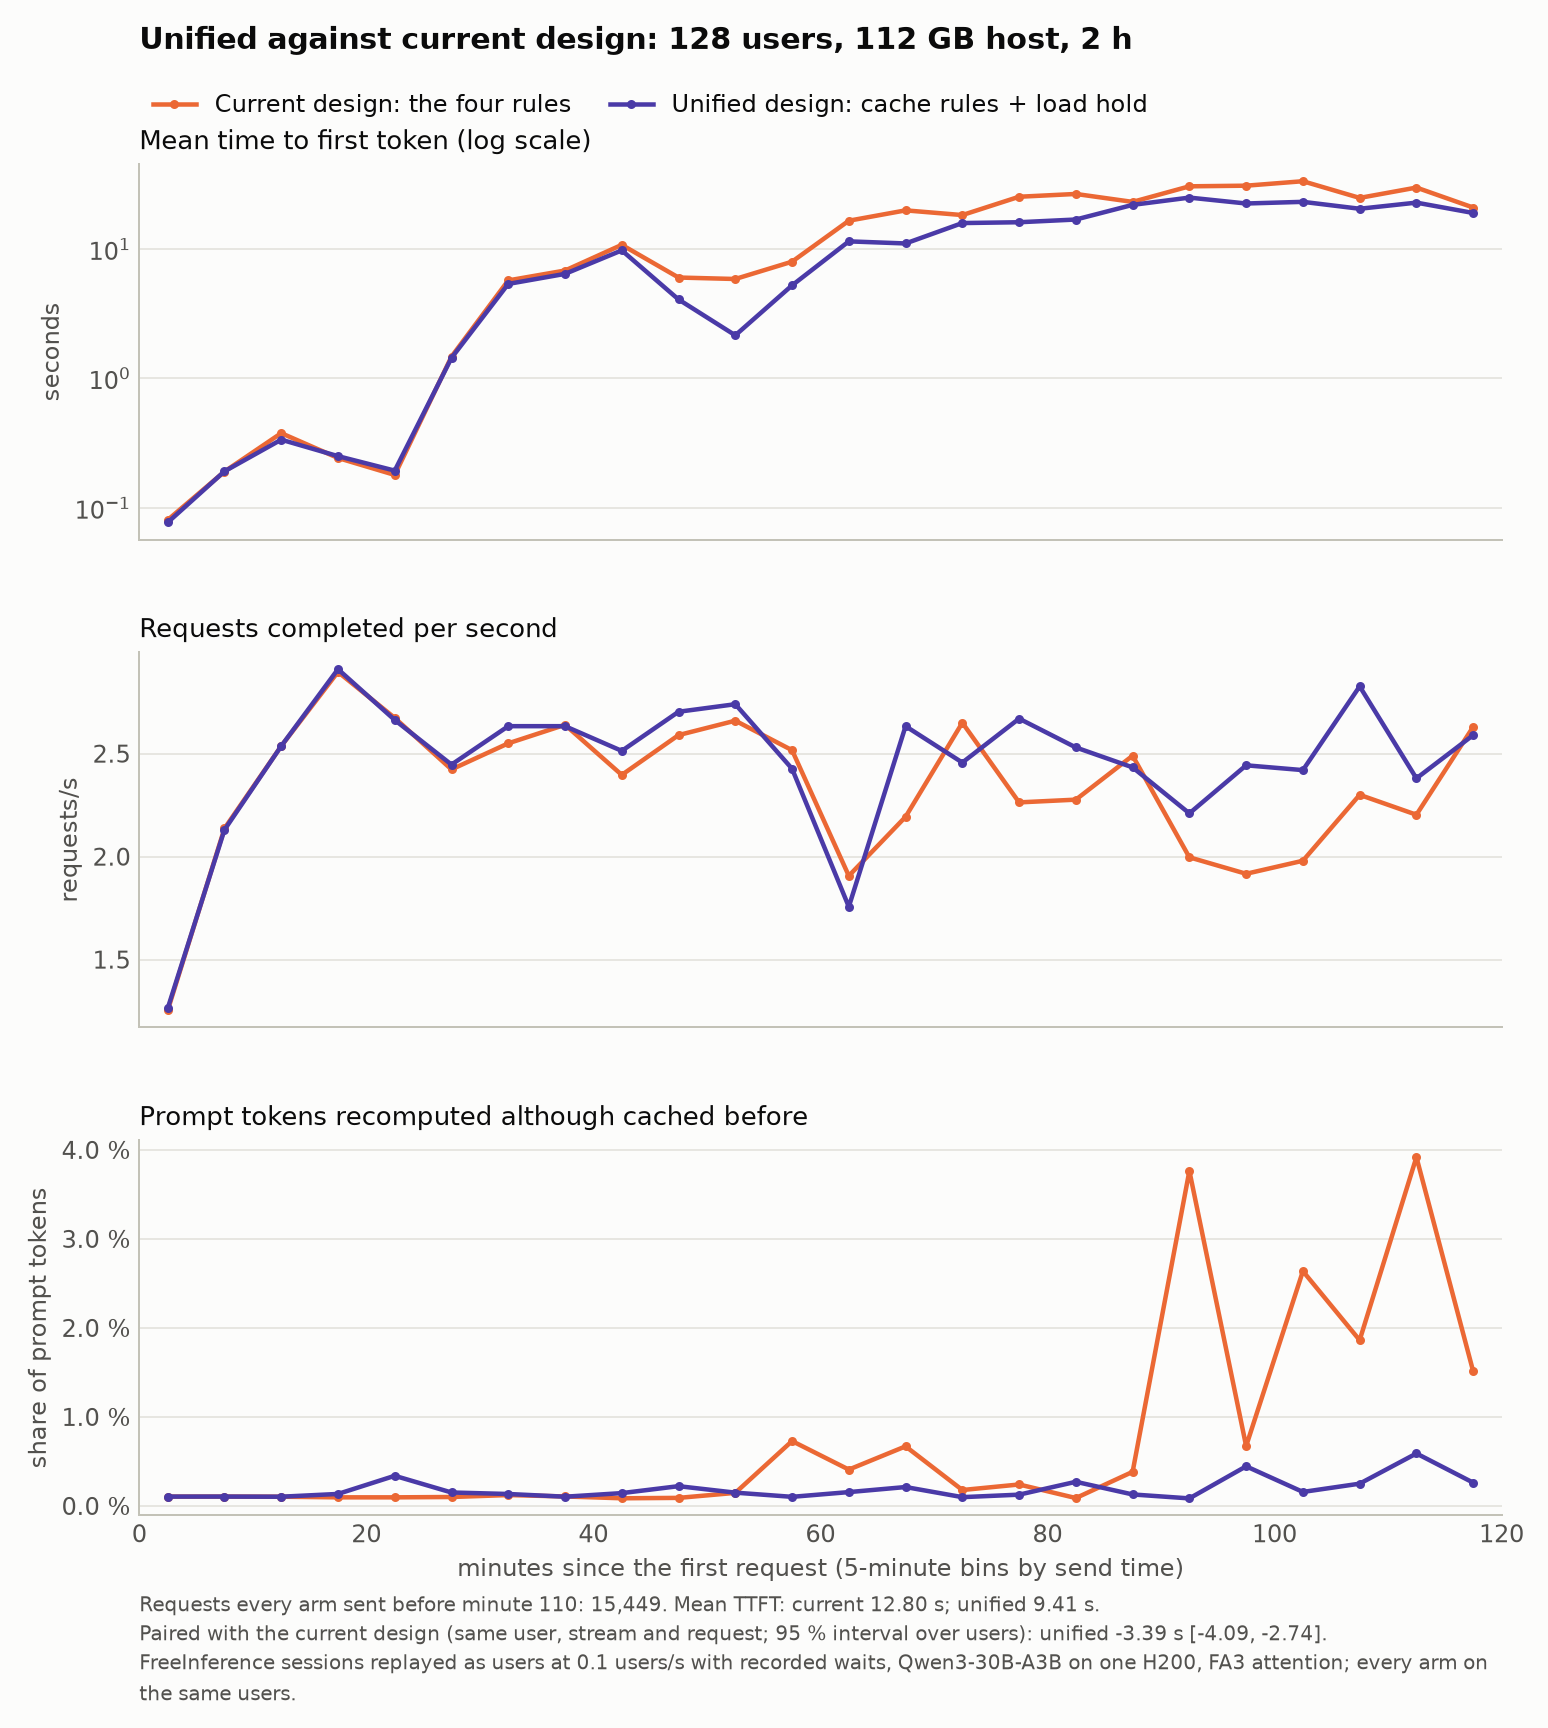 Unified against current design: 128 users, 112 GB host, 2 h
Current design: the four rules
Unified design: cache rules + load hold
Mean time to first token (log scale)
10¹
10⁰
10⁻¹
seconds
Requests completed per second
2.5
2.0
1.5
requests/s
Prompt tokens recomputed although cached before
4.0 %
3.0 %
2.0 %
1.0 %
0.0 %
share of prompt tokens
0 20 40 60 80 100 120
minutes since the first request (5-minute bins by send time)
Requests every arm sent before minute 110: 15,449. Mean TTFT: current 12.80 s; unified 9.41 s.
Paired with the current design (same user, stream and request; 95 % interval over users): unified -3.39 s [-4.09, -2.74].
FreeInference sessions replayed as users at 0.1 users/s with recorded waits, Qwen3-30B-A3B on one H200, FA3 attention; every arm on
the same users.